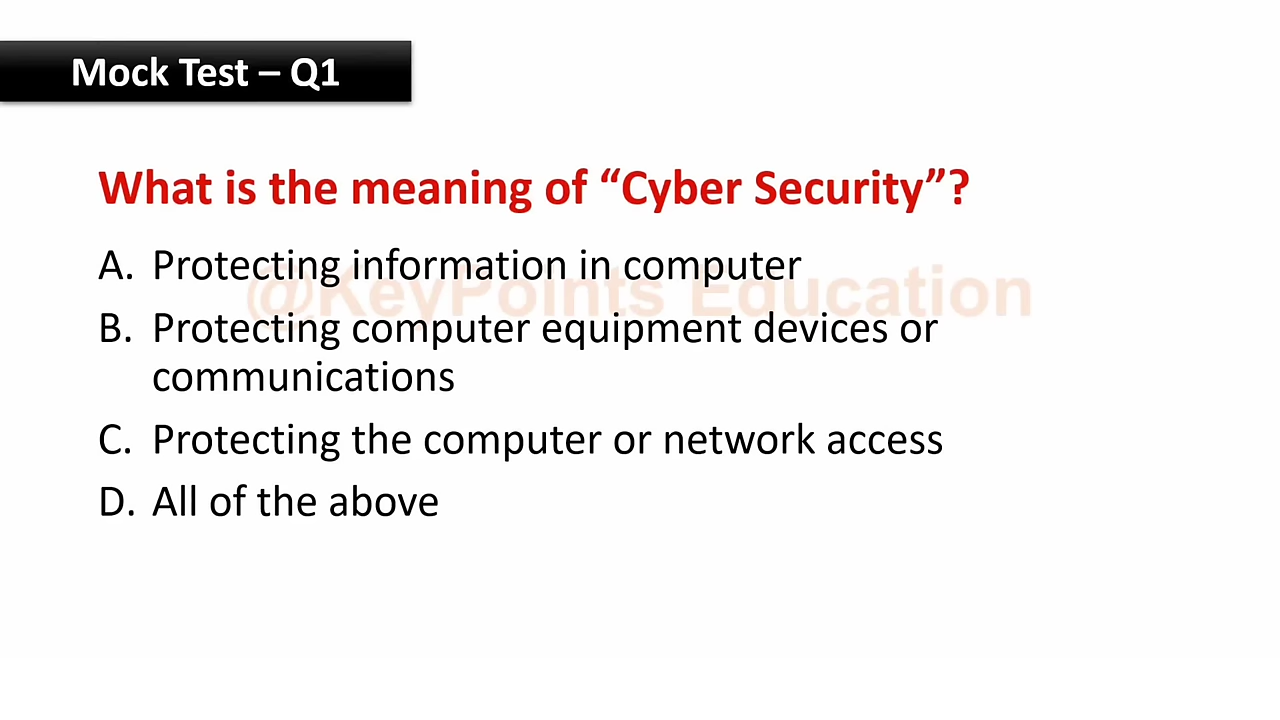 Mock Test – Q1
What is the meaning of “Cyber Security”?
A. Protecting information in computer
@KeyPoints Education
B. Protecting computer equipment devices or
communications
C. Protecting the computer or network access
D. All of the above